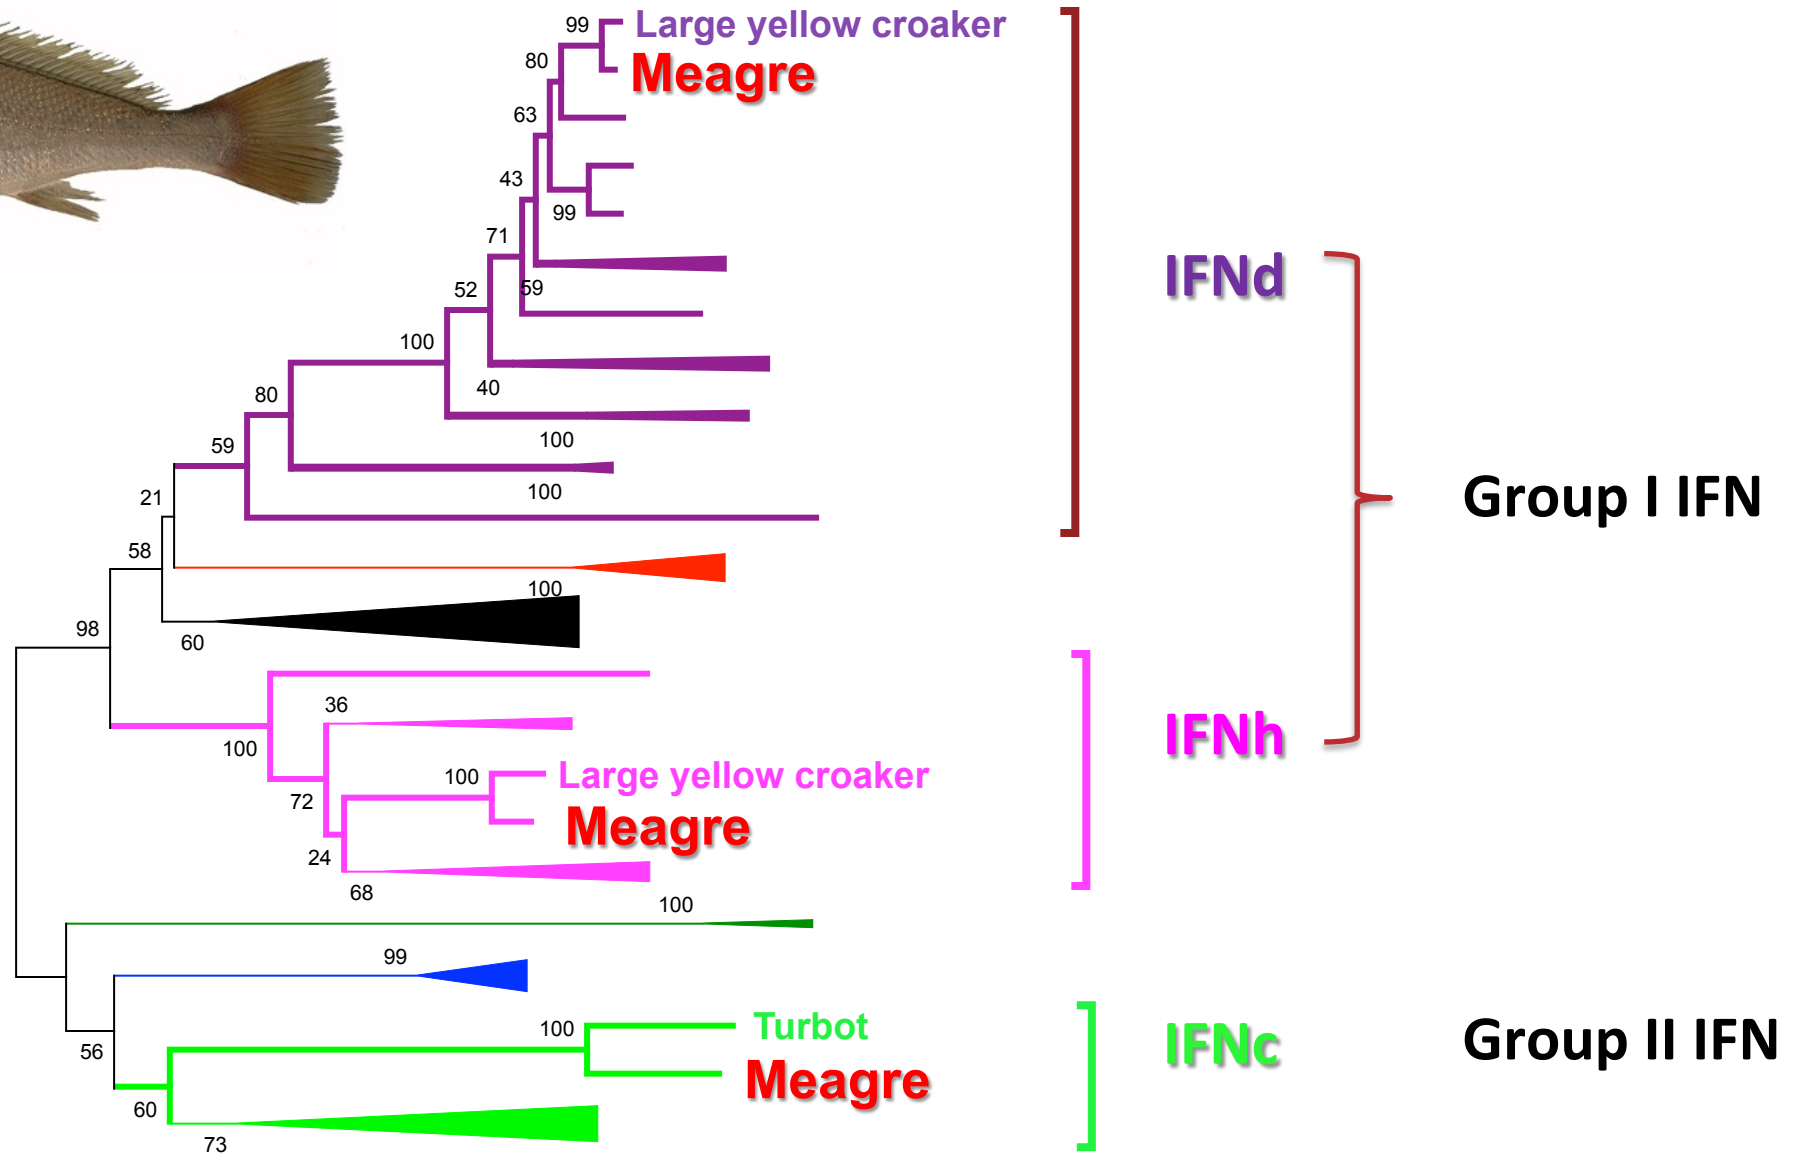 99
Large yellow croaker
80
Meagre
63
43
99
71
IFNd
52
59
100
40
80
100
59
100
21
Group I IFN
58
100
98
60
36
IFNh
100
100
Large yellow croaker
72
Meagre
24
68
100
99
100
Turbot
IFNc
Group II IFN
56
Meagre
60
73